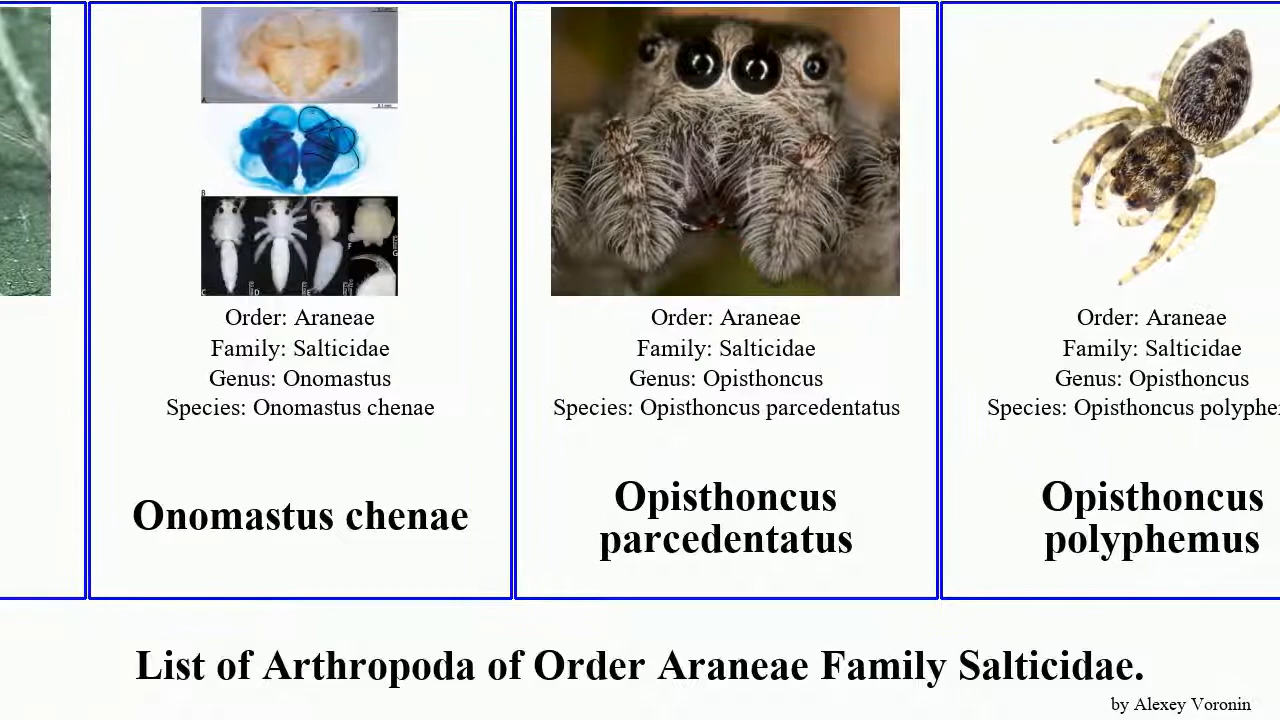 Order: Araneae
Family: Salticidae
Genus: Onomastus
Species: Onomastus chenae
Onomastus chenae
Order: Araneae
Family: Salticidae
Genus: Opisthoncus
Species: Opisthoncus parcedentatus
Opisthoncus
parcedentatus
Order: Araneae
Family: Salticidae
Genus: Opisthoncus
Species: Opisthoncus
Opisthoncus
polyphemus
List of Arthropoda of Order Araneae Family Salticidae.
by Alexey Voronin